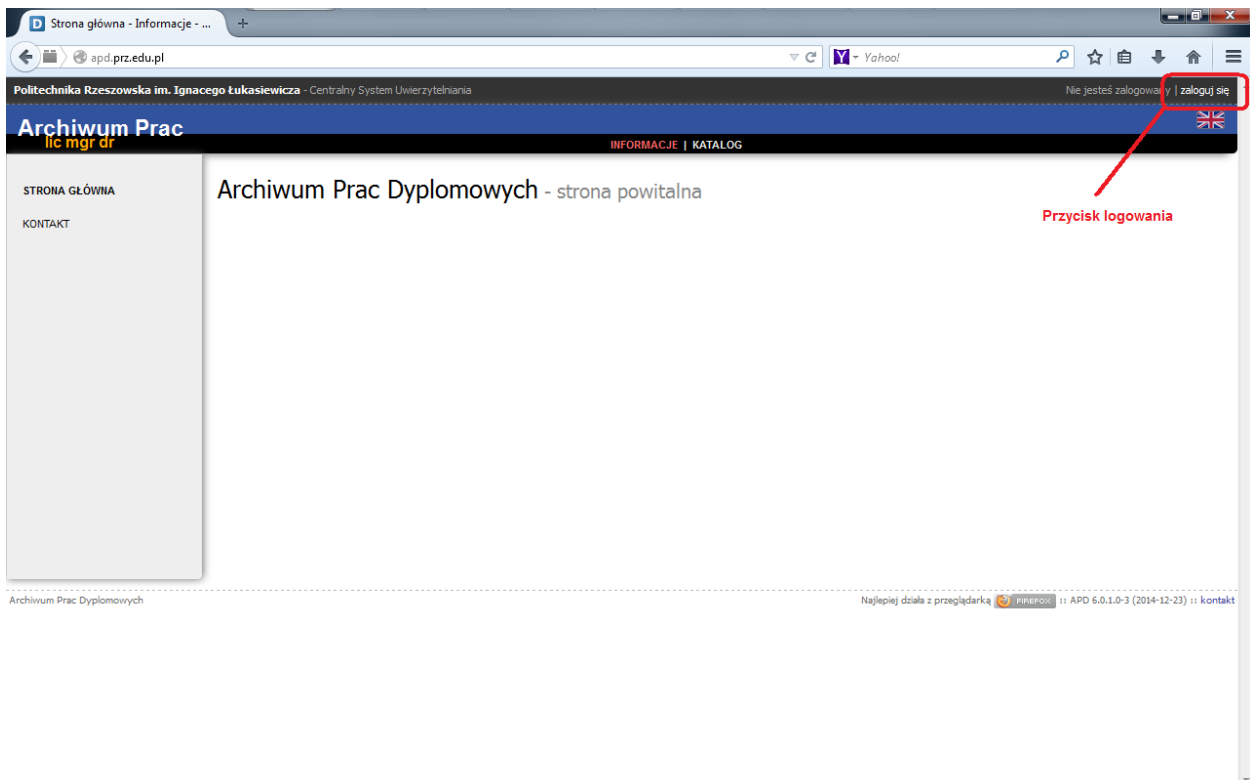 Strona główna - Informacje - ...
apd.prz.edu.pl
Yahoo!
Politechnika Rzeszowska im. Ignacego Łukasiewicza - Centralny System Uwierzytelniania
Nie jesteś zalogowany | zaloguj się
Archiwum Prac
lic mgr dr
INFORMACJE | KATALOG
STRONA GŁÓWNA
KONTAKT
Archiwum Prac Dyplomowych - strona powitalna
Przycisk logowania
Archiwum Prac Dyplomowych
Najlepiej działa z przeglądarką FIREFOX :: APD 6.0.1.0-3 (2014-12-23) :: kontakt